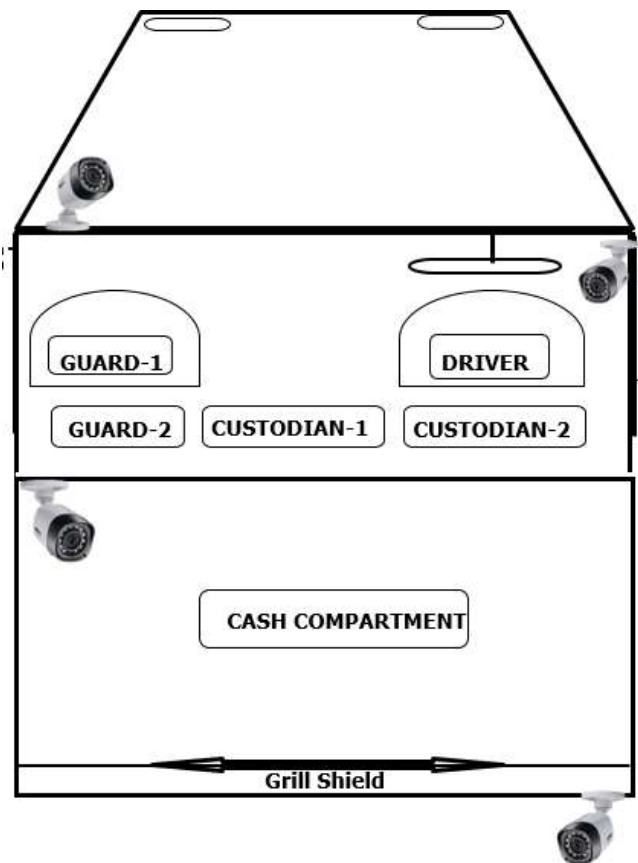 GUARD-1
DRIVER
GUARD-2
CUSTODIAN-1
CUSTODIAN-2
CASH COMPARTMENT
Grill Shield